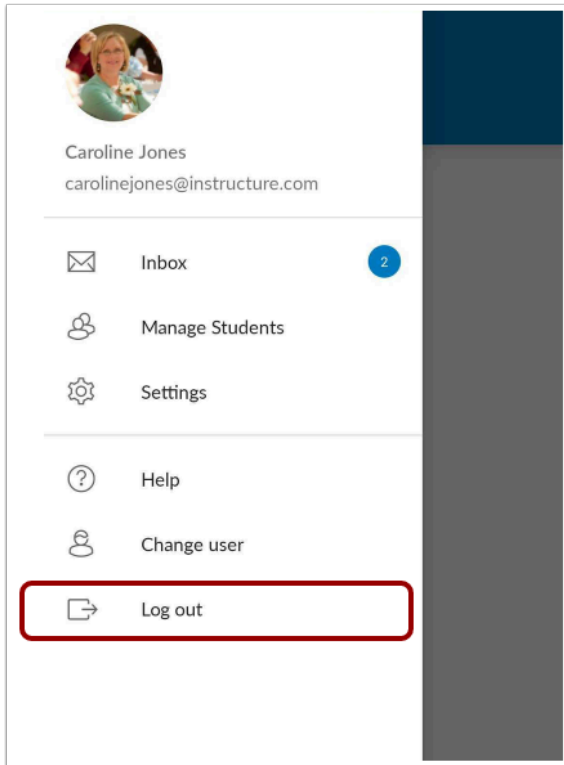 Caroline Jones
carolinejones@instructure.com
Inbox 2
Manage Students
Settings
Help
Change user
Log out